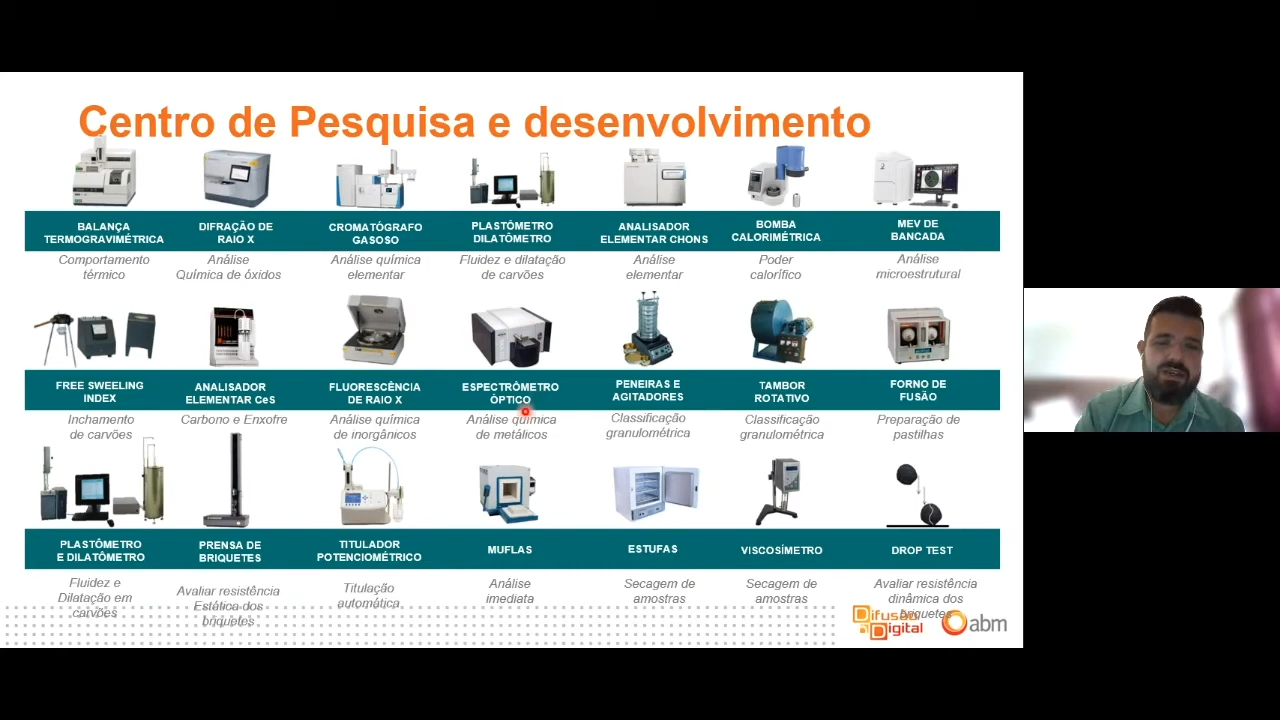 Centro de Pesquisa e desenvolvimento
BALANÇA
TERMOGRAVIMÉTRICA
DIFRAÇÃO DE
RAIO X
CROMATÓGRAFO
GASOSO
PLASTÔMETRO
DILATÔMETRO
ANALISADOR
ELEMENTAR CHONS
BOMBA
CALORIMÉTRICA
MEV DE
BANCADA
Comportamento
térmico
Análise
Química de óxidos
Análise química
elementar
Fluidez e dilatação
de carvões
Análise
elementar
Poder
calorífico
Análise
microestrutural
FREE SWEELING
INDEX
ANALISADOR
ELEMENTAR CeS
FLUORESCÊNCIA
DE RAIO X
ESPECTRÔMETRO
ÓPTICO
PENEIRAS E
AGITADORES
TAMBOR
ROTATIVO
FORNO DE
FUSÃO
Inchamento
de carvões
Carbono e Enxofre
Análise química
de inorgânicos
Análise química
de metálicos
Classificação
granulométrica
Classificação
granulométrica
Preparação de
pastilhas
PLASTÔMETRO
E DILATÔMETRO
PRENSA DE
BRIQUETES
TITULADOR
POTENCIOMÉTRICO
MUFLAS
ESTUFAS
VISCOSÍMETRO
DROP TEST
Fluidez e
Dilatação em
carvões
Avaliar resistência
Estática dos
briquetes
Titulação
automática
Análise
imediata
Secagem de
amostras
Secagem de
amostras
Avaliar resistência
dinâmica dos
briquetes
Difusão
Digital
abm